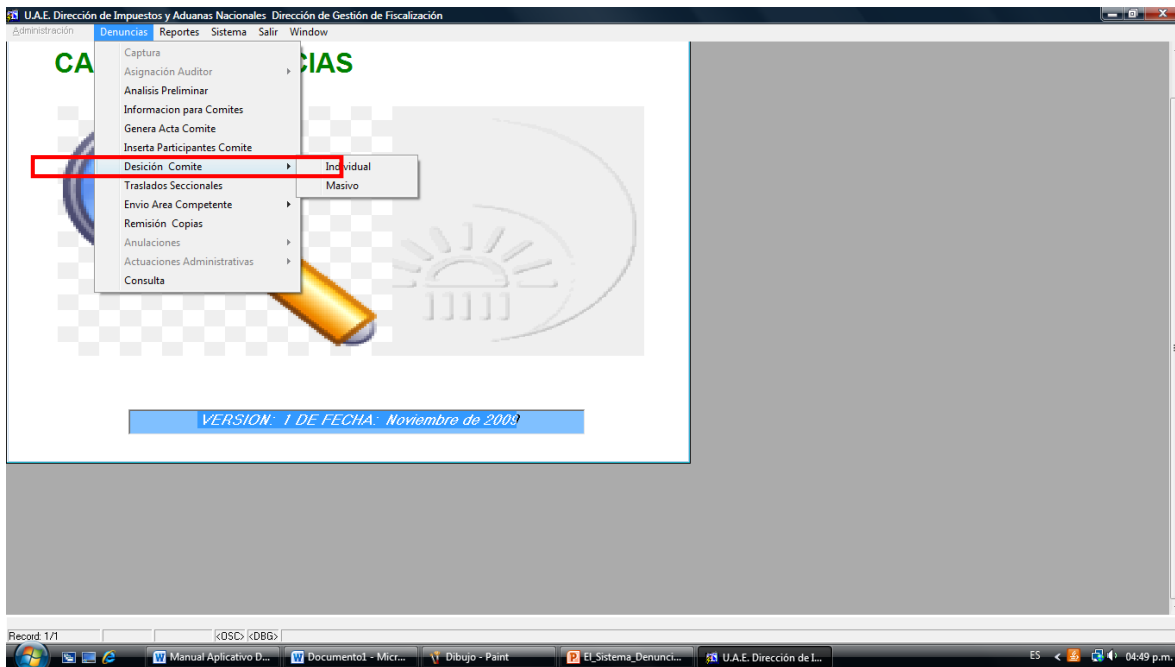 U.A.E. Dirección de Impuestos y Aduanas Nacionales Dirección de Gestión de Fiscalización
Administración Denuncias Reportes Sistema Salir Window
CA IAS
Captura
Asignación Auditor
Analisis Preliminar
Informacion para Comites
Genera Acta Comite
Inserta Participantes Comite
Desición Comite
Individual
Traslados Seccionales
Masivo
Envio Area Competente
Remisión Copias
Anulaciones
Actuaciones Administrativas
Consulta
VERSION: 1 DE FECHA: Noviembre de 2009
Record: 1/1 <OSC> <DBG>
Manual Aplicativo D... Documento1 - Micr... Dibujo - Paint El_Sistema_Denunci... U.A.E. Dirección de I... ES 04:49 p.m.